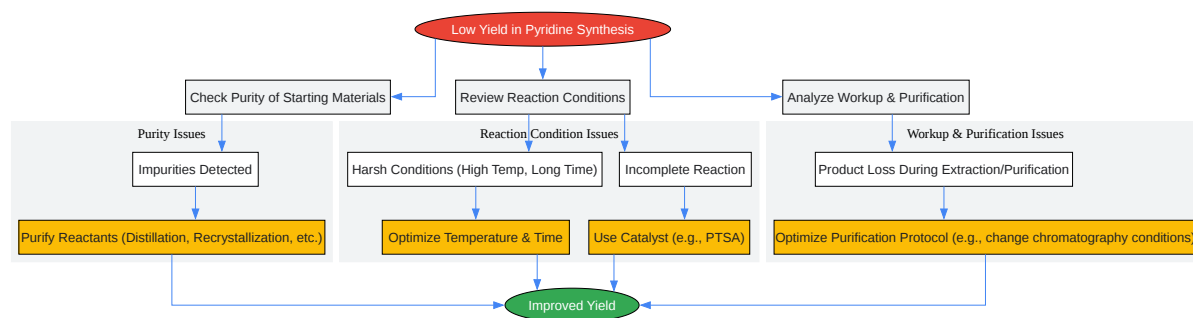 Low Yield in Pyridine Synthesis
Check Purity of Starting Materials
Review Reaction Conditions
Analyze Workup & Purification
Purity Issues
Reaction Condition Issues
Workup & Purification Issues
Impurities Detected
Harsh Conditions (High Temp, Long Time)
Incomplete Reaction
Product Loss During Extraction/Purification
Purify Reactants (Distillation, Recrystallization, etc.)
Optimize Temperature & Time
Use Catalyst (e.g., PTSA)
Optimize Purification Protocol (e.g., change chromatography conditions)
Improved Yield